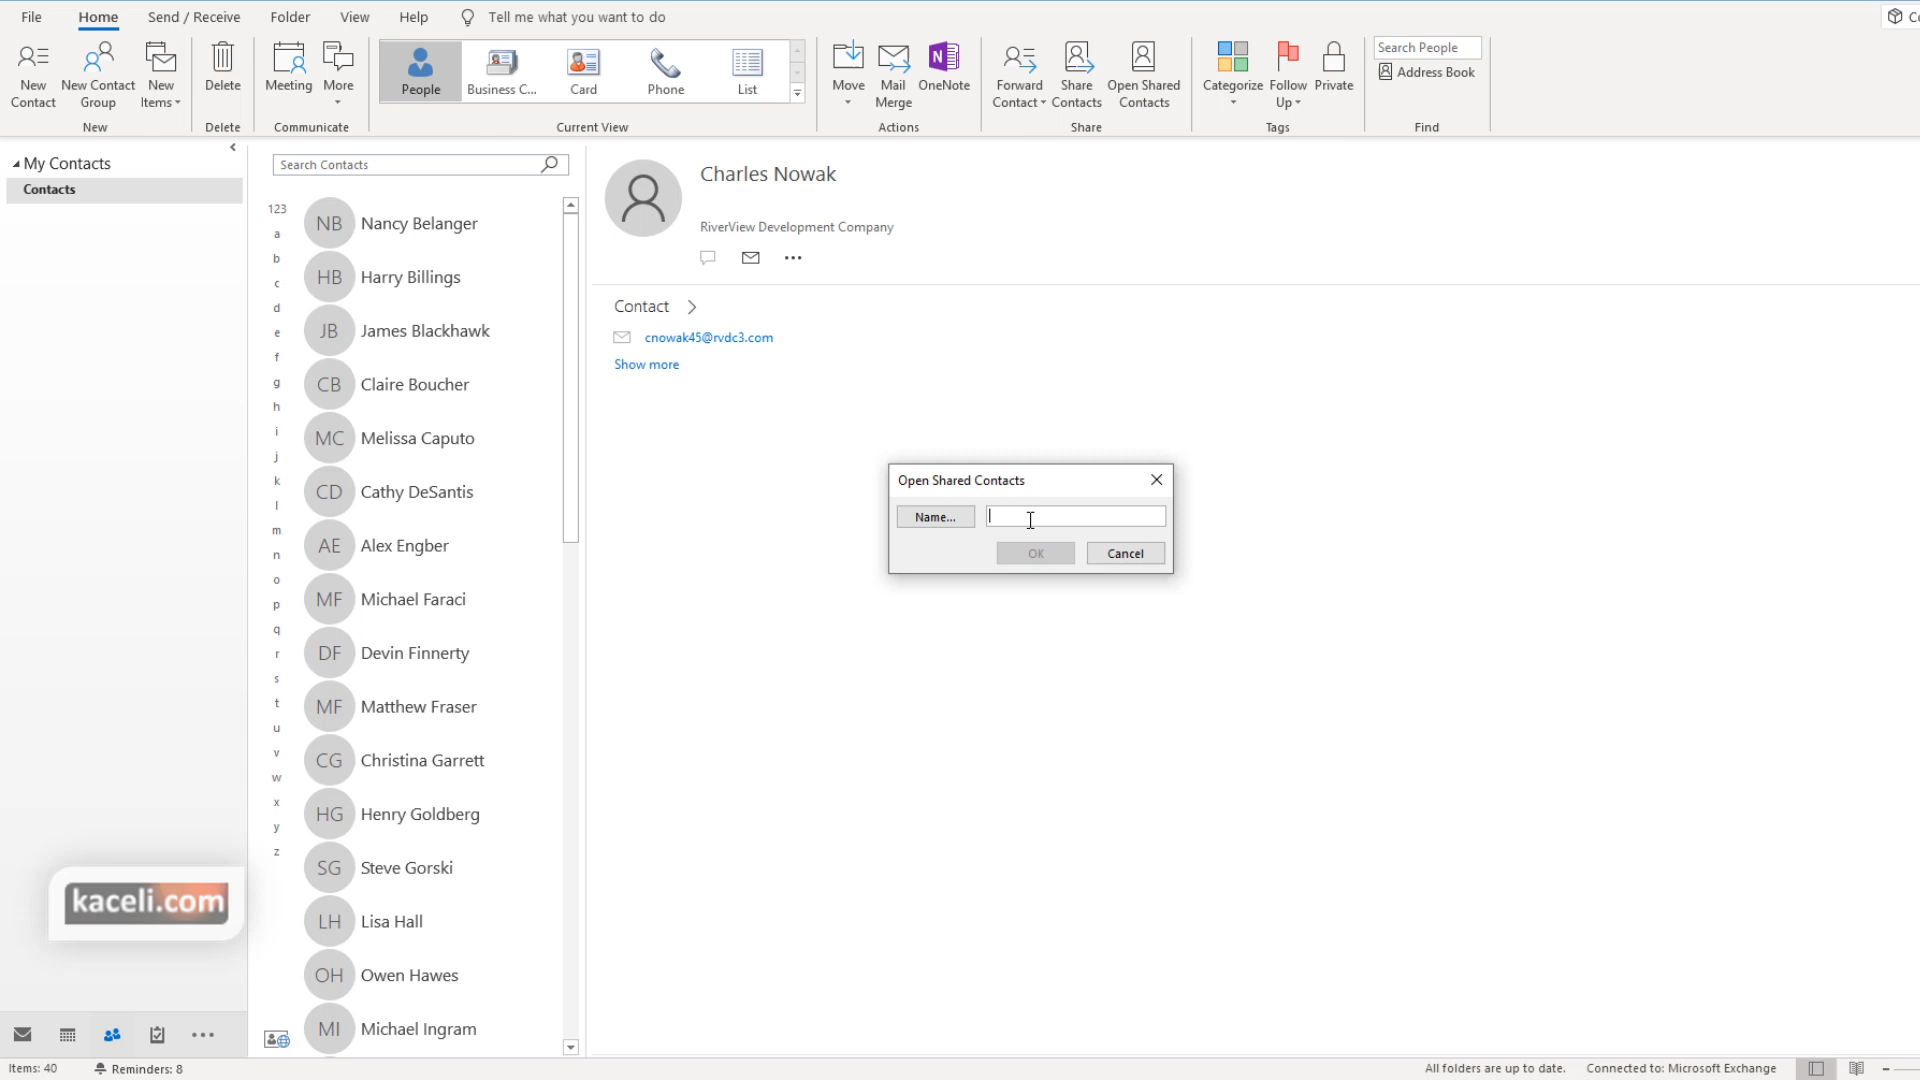 File Home Send / Receive Folder View Help Tell me what you want to do
New Contact
New Contact Group
New Items
New
Delete
Delete
Meeting
More
Communicate
People
Business C...
Card
Phone
List
Current View
Move
Mail Merge
OneNote
Actions
Forward Contact
Share Contacts
Open Shared Contacts
Share
Categorize
Follow Up
Private
Tags
Search People
Address Book
Find
My Contacts
Contacts
Search Contacts
123
a
b
c
d
e
f
g
h
i
j
k
l
m
n
o
p
q
r
s
t
u
v
w
x
y
z
NB Nancy Belanger
HB Harry Billings
JB James Blackhawk
CB Claire Boucher
MC Melissa Caputo
CD Cathy DeSantis
AE Alex Engber
MF Michael Faraci
DF Devin Finnerty
MF Matthew Fraser
CG Christina Garrett
HG Henry Goldberg
SG Steve Gorski
LH Lisa Hall
OH Owen Hawes
MI Michael Ingram
Charles Nowak
RiverView Development Company
Contact
cnowak45@rvdc3.com
Show more
Open Shared Contacts
Name...
OK Cancel
kaceli.com
Items: 40 Reminders: 8 All folders are up to date. Connected to: Microsoft Exchange